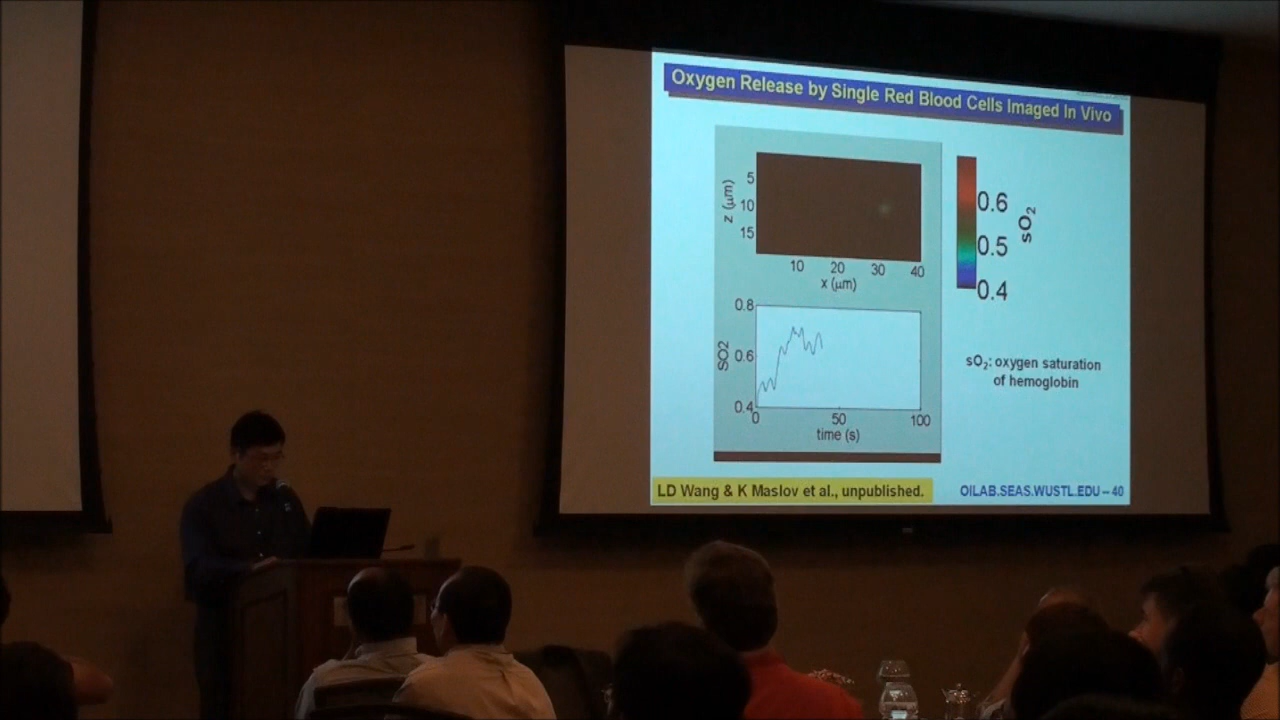 Oxygen Release by Single Red Blood Cells Imaged In Vivo
z (μm)
5
10
15
10 20 30 40
x (μm)
0.6
0.5
0.4
sO2
SO2
0.8
0.6
0.4
0 50 100
time (s)
sO2: oxygen saturation
of hemoglobin
LD Wang & K Maslov et al., unpublished.
OILAB.SEAS.WUSTL.EDU – 40